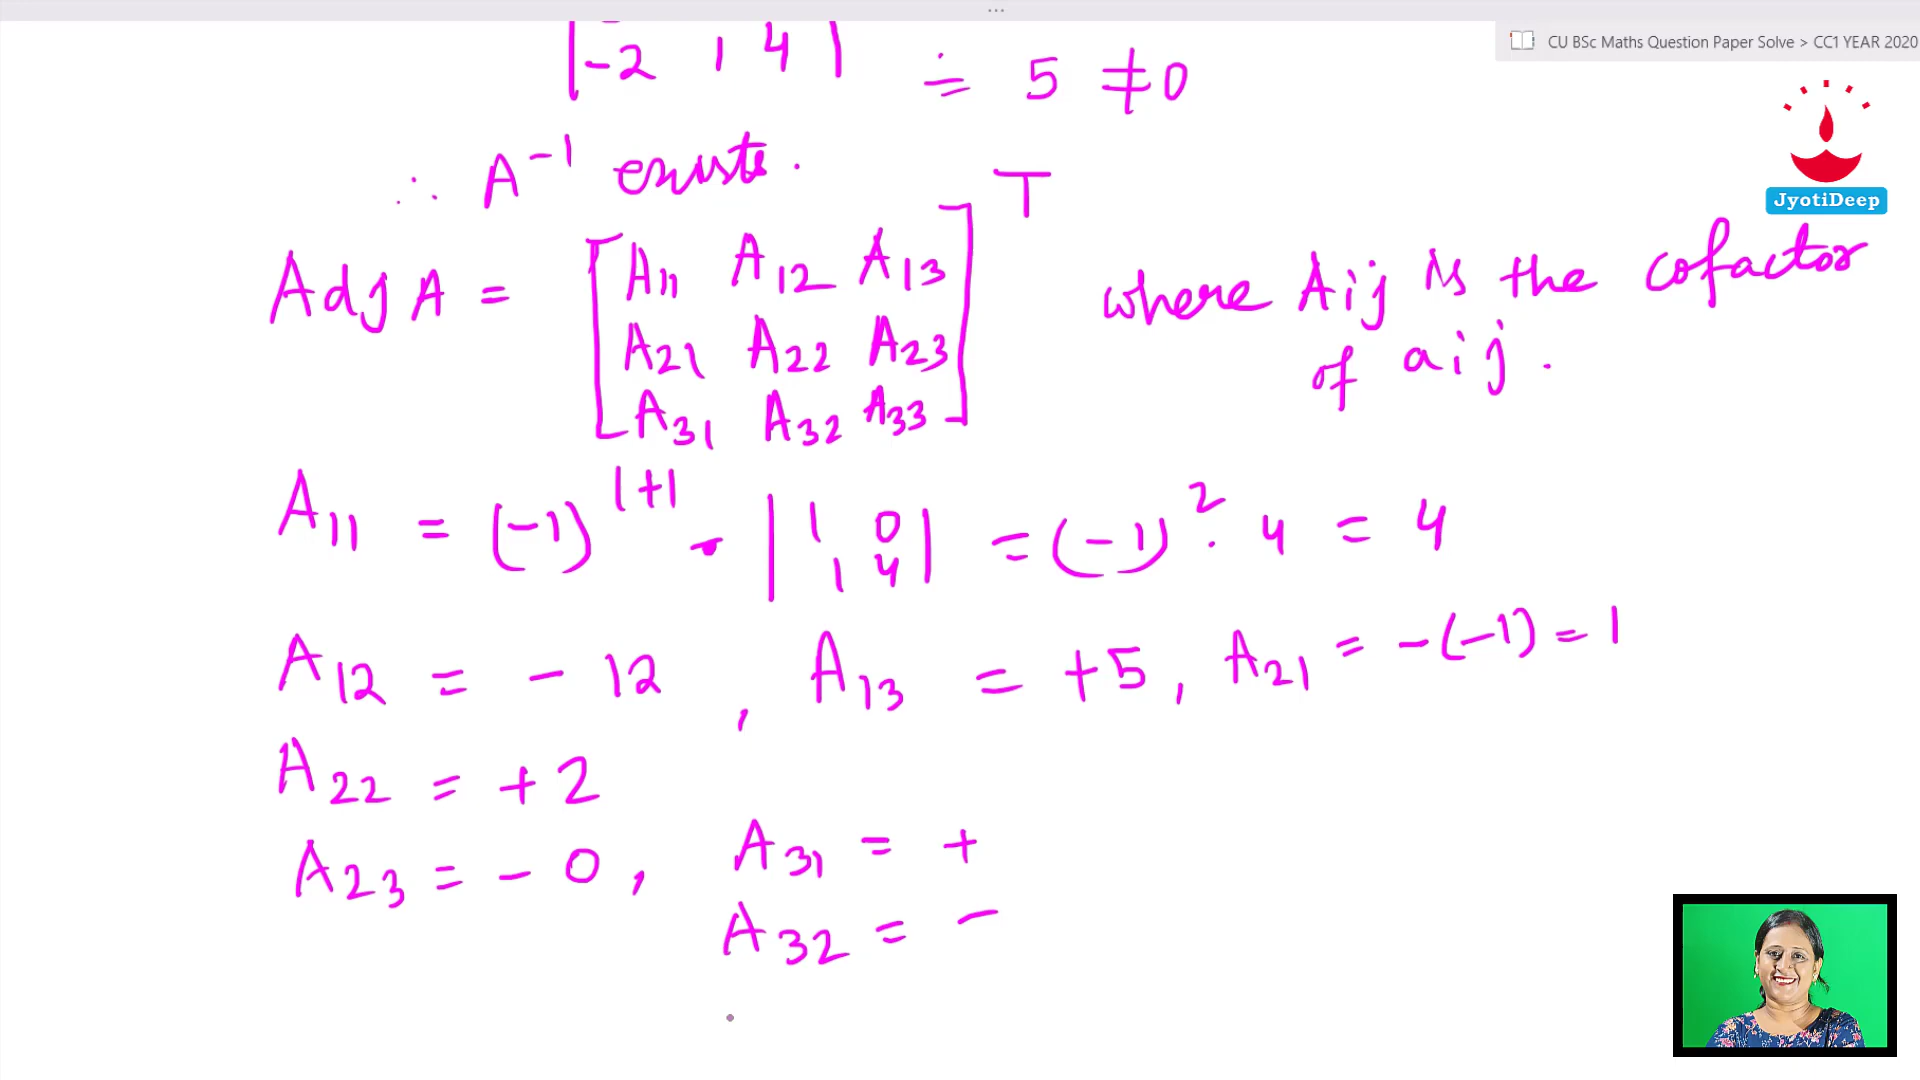 CU BSc Maths Question Paper Solve > CC1 YEAR 2020
-2 1 4 = 5 ≠ 0
JyotiDeep
∴ A⁻¹ exists.
Adj A = [A11 A12 A13
A21 A22 A23
A31 A32 A33]ᵀ
where Aij is the cofactor
of aij.
A11 = (-1)¹⁺¹ · |1 0
1 4| = (-1)² · 4 = 4
A12 = - 12 , A13 = +5, A21 = -(-1) = 1
A22 = +2
A23 = - 0, A31 = +
A32 = -